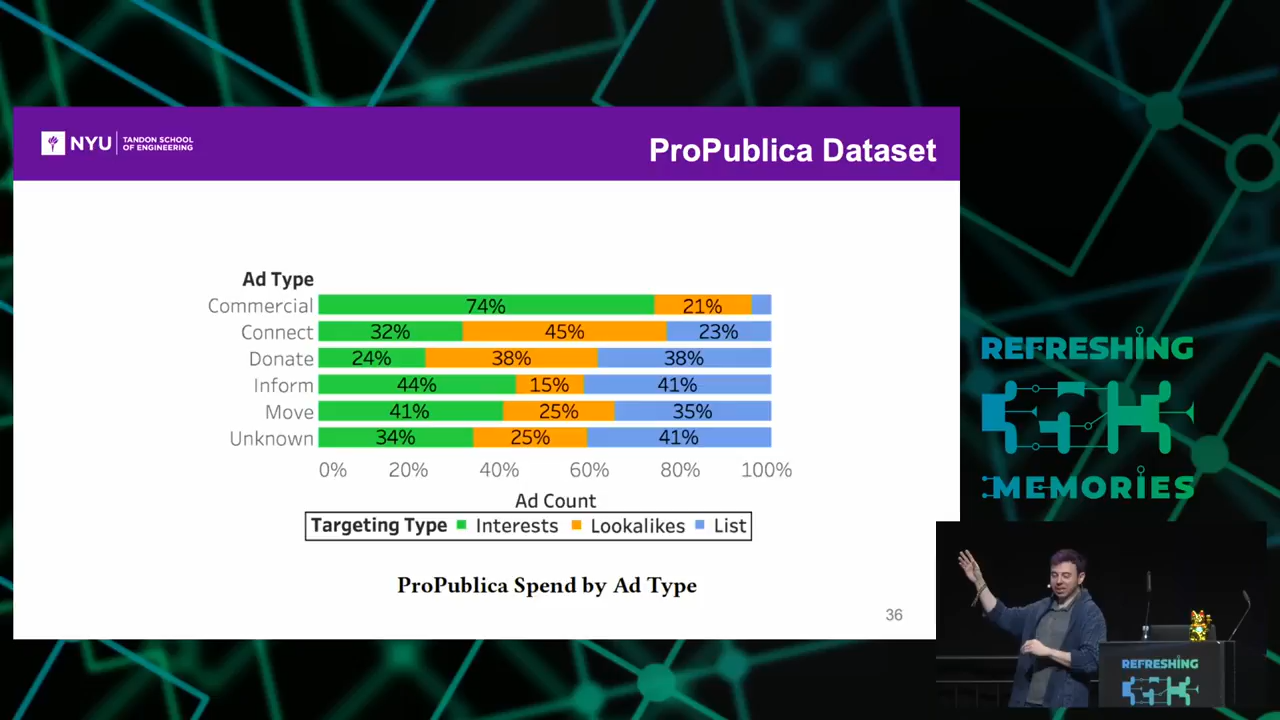 NYU
TANDON SCHOOL
OF ENGINEERING
ProPublica Dataset
Ad Type
Commercial 74% 21%
Connect 32% 45% 23%
Donate 24% 38% 38%
Inform 44% 15% 41%
Move 41% 25% 35%
Unknown 34% 25% 41%
0% 20% 40% 60% 80% 100%
Ad Count
Targeting Type Interests Lookalikes List
ProPublica Spend by Ad Type
36
REFRESHING
MEMORIES
REFRESHING